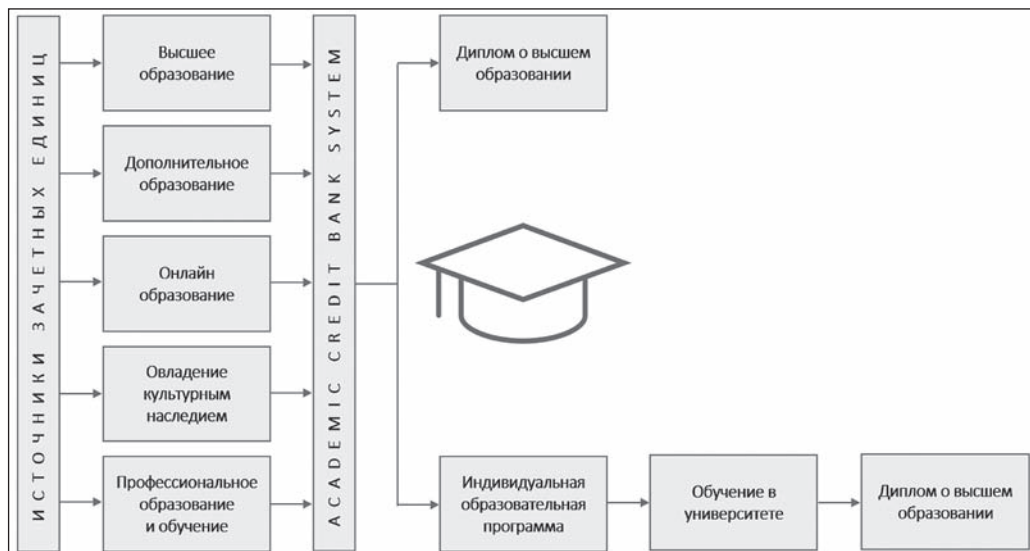 ИСТОЧНИКИ ЗАЧЕТНЫХ ЕДИНИЦ
Высшее
образование
Дополнительное
образование
Онлайн
образование
Овладение
культурным
наследием
Профессиональное
образование
и обучение
ACADEMIC CREDIT BANK SYSTEM
Диплом о высшем
образовании
Индивидуальная
образовательная
программа
Обучение в
университете
Диплом о высшем
образовании